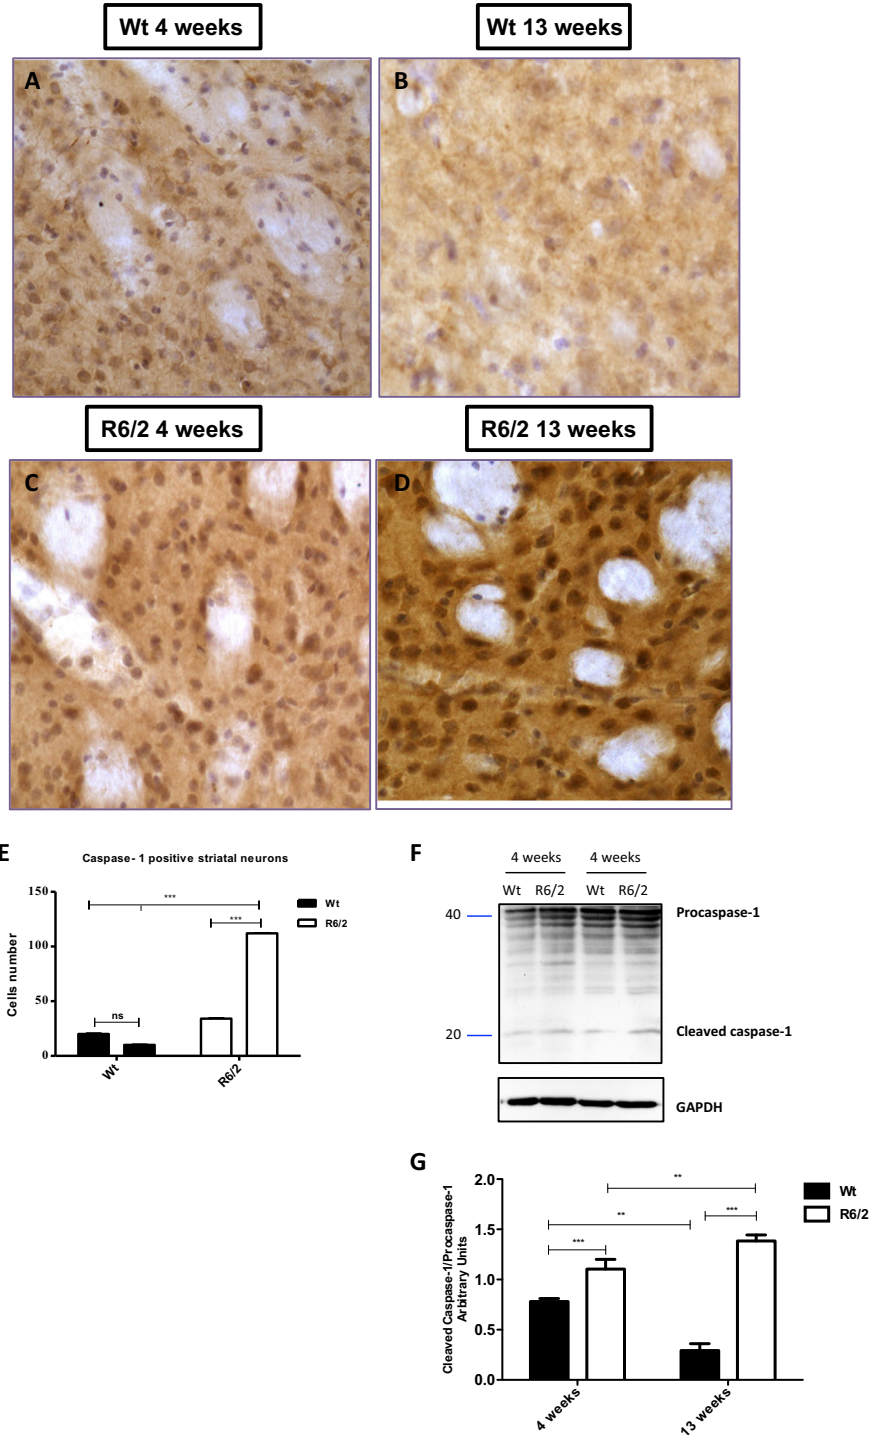 Wt 4 weeks
Wt 13 weeks
A
B
R6/2 4 weeks
R6/2 13 weeks
C
D
E
Caspase- 1 positive striatal neurons
150
100
50
0
Cells number
***
***
ns
Wt
R6/2
Wt
R6/2
F
4 weeks
4 weeks
Wt
R6/2
Wt
R6/2
40
Procaspase-1
20
Cleaved caspase-1
GAPDH
G
2.0
1.5
1.0
0.5
0.0
Cleaved Caspase-1/Procaspase-1
Arbitrary Units
**
**
***
***
Wt
R6/2
4 weeks
13 weeks